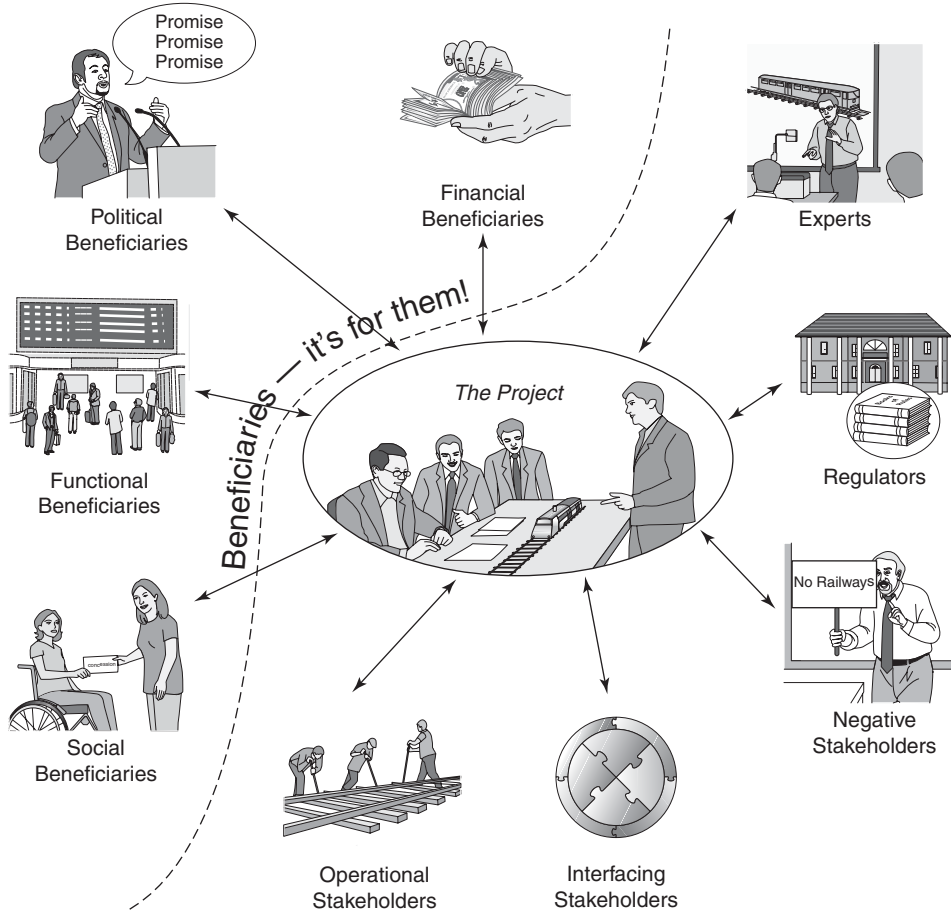 Promise
Promise
Promise
Political
Beneficiaries
Financial
Beneficiaries
Experts
Beneficiaries — it's for them!
The Project
Functional
Beneficiaries
Regulators
No Railways
concession
Social
Beneficiaries
Negative
Stakeholders
Operational
Stakeholders
Interfacing
Stakeholders